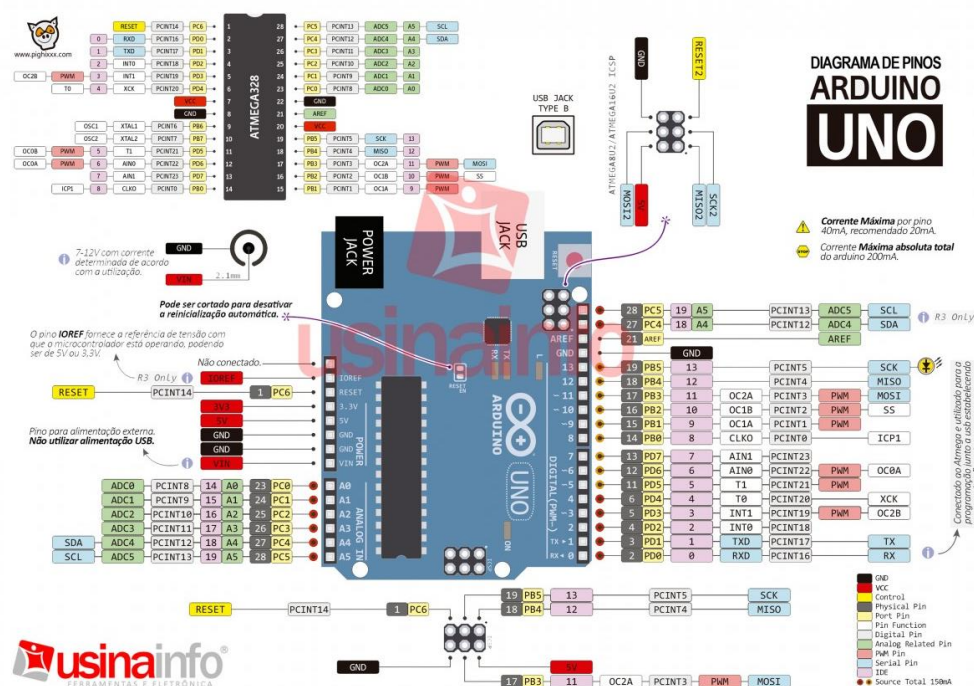 www.pighixxx.com
RESET PCINT14 PC6 1 28 PC5 PCINT13 ADC5 A5 SCL
0 RXD PCINT16 PD0 2 27 PC4 PCINT12 ADC4 A4 SDA
1 TXD PCINT17 PD1 3 26 PC3 PCINT11 ADC3 A3
2 INT0 PCINT18 PD2 4 25 PC2 PCINT10 ADC2 A2
OC2B PWM 3 INT1 PCINT19 PD3 5 24 PC1 PCINT9 ADC1 A1
T0 4 XCK PCINT20 PD4 6 23 PC0 PCINT8 ADC0 A0
VCC 7 22 GND
GND 8 21 AREF
OSC1 XTAL1 PCINT6 PB6 9 20 VCC
OSC2 XTAL2 PCINT7 PB7 10 19 PB5 PCINT5 SCK 13
OC0B PWM 5 T1 PCINT21 PD5 11 18 PB4 PCINT4 MISO 12
OC0A PWM 6 AIN0 PCINT22 PD6 12 17 PB3 PCINT3 OC2A 11 PWM MOSI
7 AIN1 PCINT23 PD7 13 16 PB2 PCINT2 OC1B 10 PWM SS
ICP1 8 CLKO PCINT0 PB0 14 15 PB1 PCINT1 OC1A 9 PWM
ATMEGA328
USB JACK
TYPE B
ATMEGA8U2/ATMEGA16U2 ICSP
GND RESET2
MOSI2 5V MISO2 SCK2
DIAGRAMA DE PINOS
ARDUINO
UNO
Corrente Máxima por pino
40mA, recomendado 20mA.
Corrente Máxima absoluta total
do arduino 200mA.
7-12V com corrente
determinada de acordo
com a utilização.
GND
VIN
2.1mm
Pode ser cortado para desativar
a reinicialização automática.
O pino IOREF fornece a referência de tensão com
que o microcontrolador está operando, podendo
ser de 5V ou 3,3V.
Não conectado.
R3 Only IOREF
RESET PCINT14 1 PC6
3V3
5V
GND
GND
VIN
Pino para alimentação externa.
Não utilizar alimentação USB.
ADC0 PCINT8 14 A0 23 PC0
ADC1 PCINT9 15 A1 24 PC1
ADC2 PCINT10 16 A2 25 PC2
ADC3 PCINT11 17 A3 26 PC3
SDA ADC4 PCINT12 18 A4 27 PC4
SCL ADC5 PCINT13 19 A5 28 PC5
POWER
JACK
USB
JACK
RESET
usinainfo
IOREF
RESET
3.3V
5V
GND
GND
VIN
POWER
A0
A1
A2
A3
A4
A5
ANALOG IN
RESET
EN
RX
TX
L
ARDUINO
UNO
ON
AREF
GND
13
12
~11
~10
~9
8
7
~6
~5
4
~3
2
TX ▸ 1
RX ◂ 0
DIGITAL(PWM~)
28 PC5 19 A5 PCINT13 ADC5 SCL
27 PC4 18 A4 PCINT12 ADC4 SDA
R3 Only
21 AREF AREF
GND
19 PB5 13 PCINT5 SCK
18 PB4 12 PCINT4 MISO
17 PB3 11 OC2A PCINT3 PWM MOSI
16 PB2 10 OC1B PCINT2 PWM SS
15 PB1 9 OC1A PCINT1 PWM
14 PB0 8 CLKO PCINT0 ICP1
13 PD7 7 AIN1 PCINT23
12 PD6 6 AIN0 PCINT22 PWM OC0A
11 PD5 5 T1 PCINT21 PWM
6 PD4 4 T0 PCINT20 XCK
5 PD3 3 INT1 PCINT19 PWM OC2B
4 PD2 2 INT0 PCINT18
3 PD1 1 TXD PCINT17 TX
2 PD0 0 RXD PCINT16 RX
Conectado ao Atmega e utilizado para a
programação junto a usb estabelecendo
RESET PCINT14 1 PC6
19 PB5 13 PCINT5 SCK
18 PB4 12 PCINT4 MISO
GND
5V
17 PB3 11 OC2A PCINT3 PWM MOSI
GND
VCC
Control
Physical Pin
Port Pin
Pin Function
Digital Pin
Analog Related Pin
PWM Pin
Serial Pin
IDE
Source Total 150mA
usinainfo®
FERRAMENTAS E ELETRÔNICA